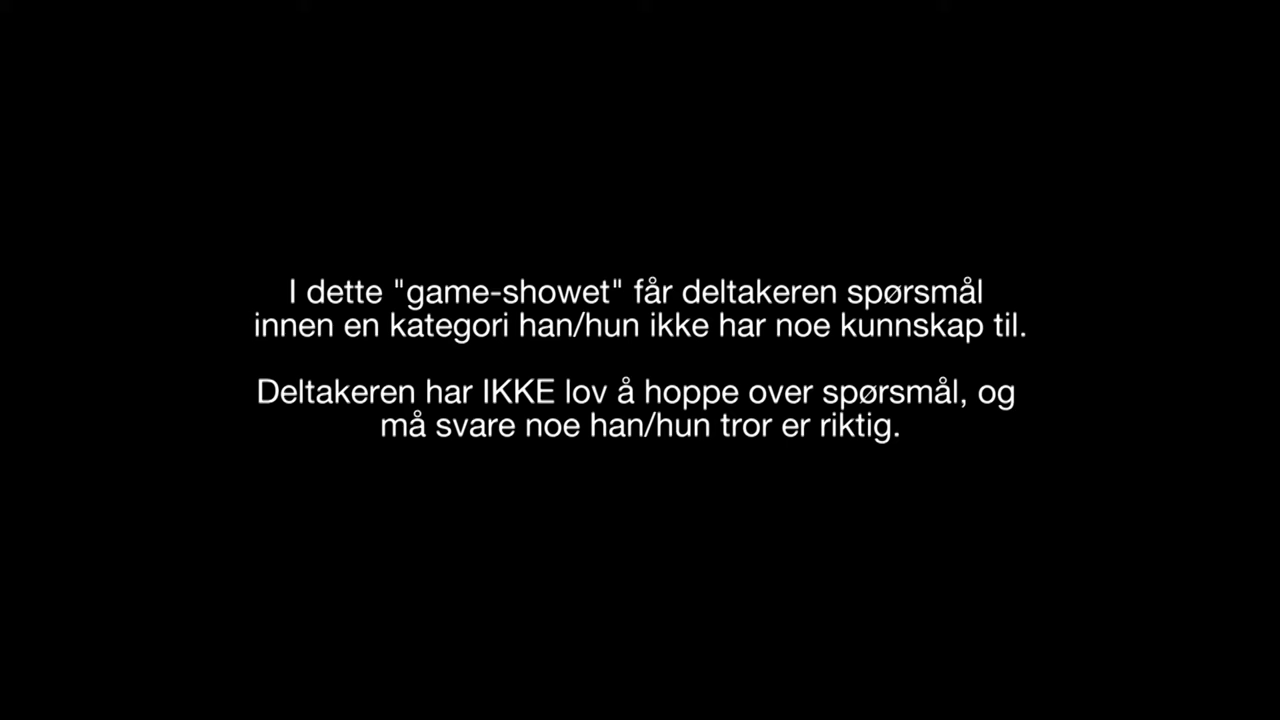 I dette "game-showet" får deltakeren spørsmål
innen en kategori han/hun ikke har noe kunnskap til.
Deltakeren har IKKE lov å hoppe over spørsmål, og
må svare noe han/hun tror er riktig.